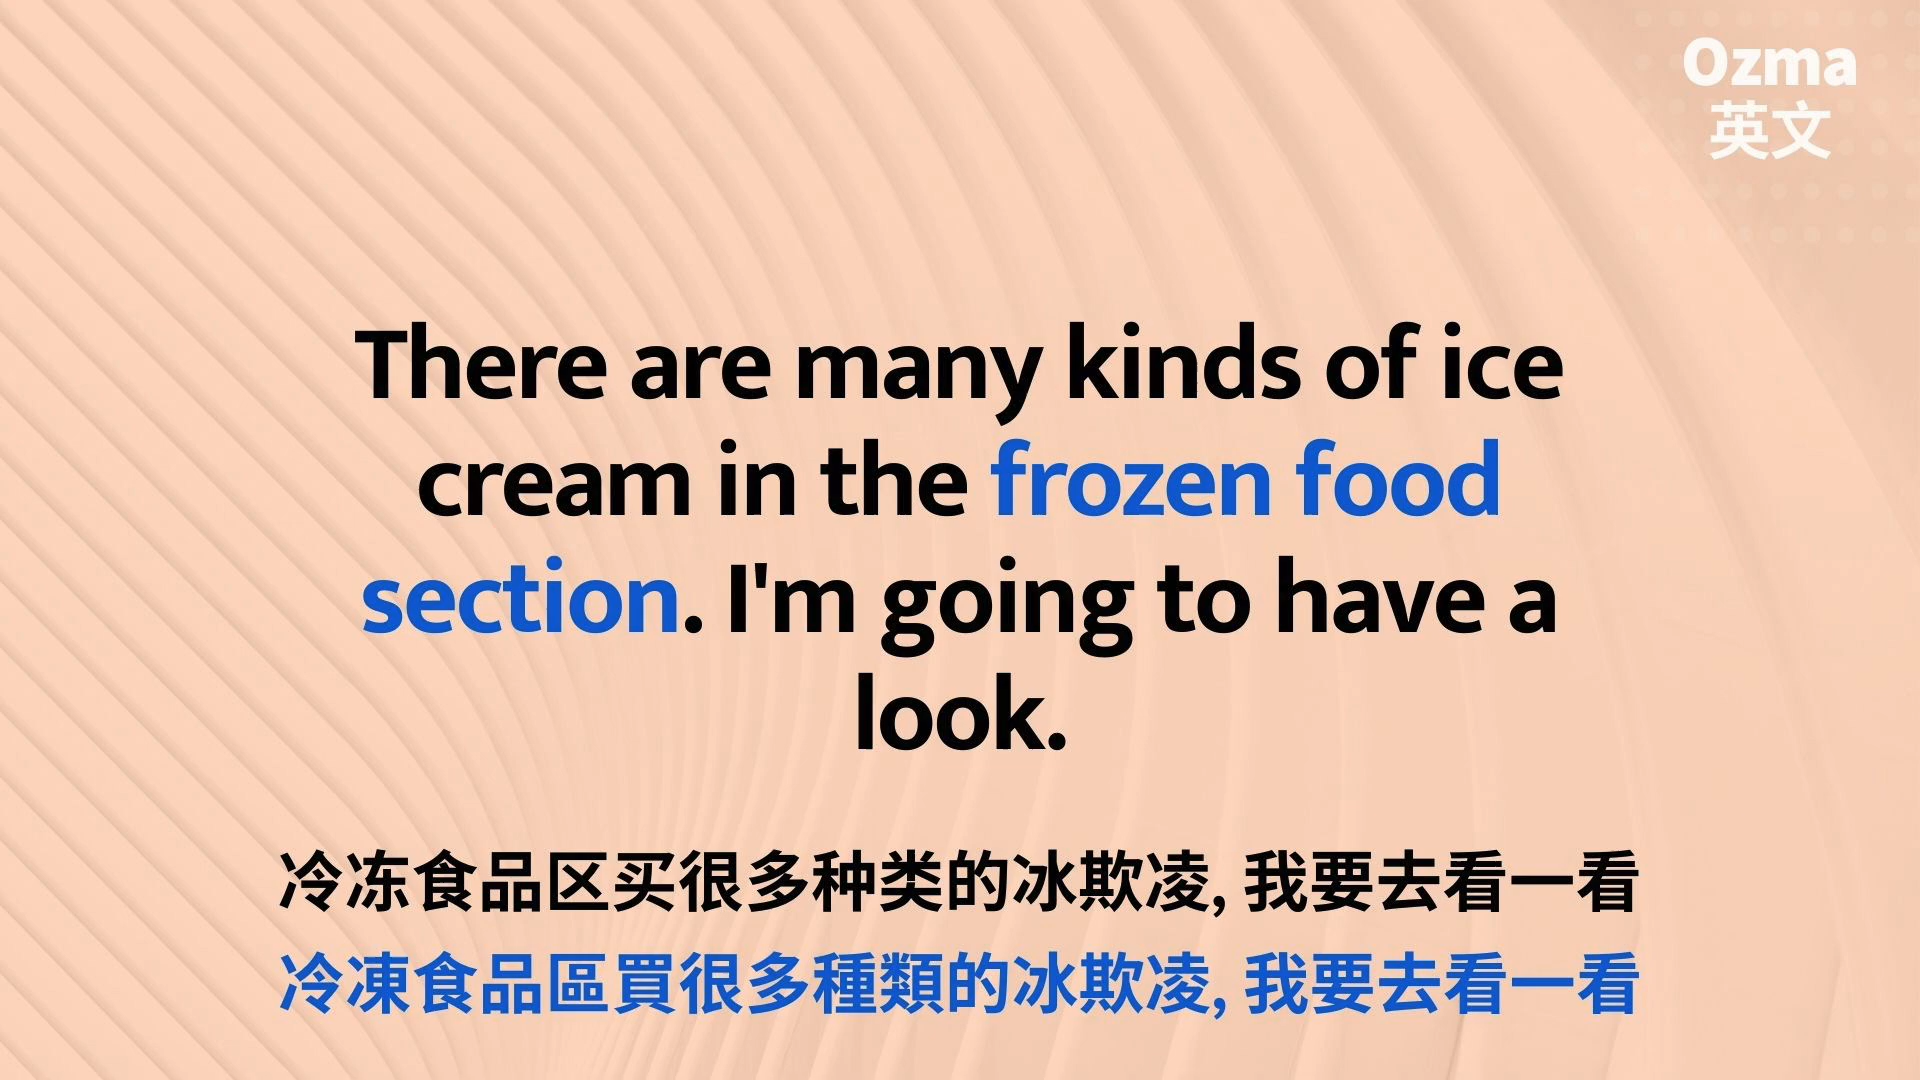 Ozma
英文
There are many kinds of ice
cream in the frozen food
section. I'm going to have a
look.
冷冻食品区买很多种类的冰欺凌, 我要去看一看
冷凍食品區買很多種類的冰欺凌, 我要去看一看